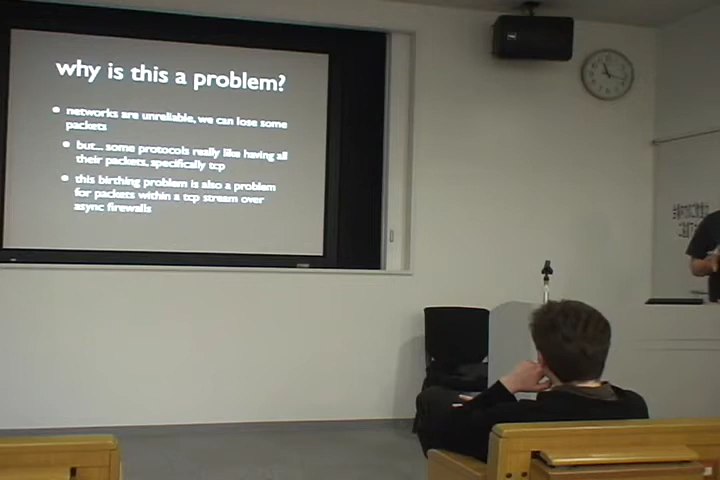 why is this a problem?
networks are unreliable, we can lose some
packets
but.... some protocols really like having all
their packets, specifically tcp
this birthing problem is also a problem
for packets within a tcp stream over
async firewalls